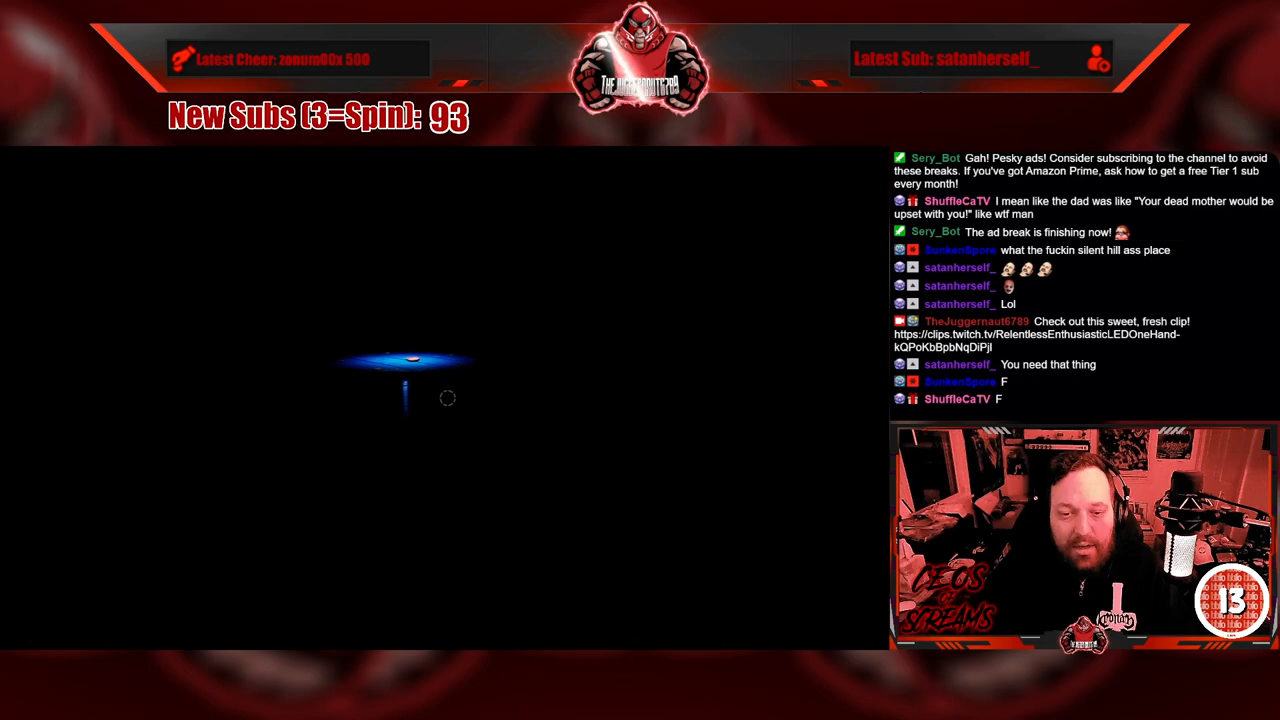 Latest Cheer: zonum00x 500
THEJUGGERNAUT6789
Latest Sub: satanherself_
New Subs (3=Spin): 93
Sery_Bot Gah! Pesky ads! Consider subscribing to the channel to avoid
these breaks. If you've got Amazon Prime, ask how to get a free Tier 1 sub
every month!
ShuffleCaTV I mean like the dad was like "Your dead mother would be
upset with you!" like wtf man
Sery_Bot The ad break is finishing now!
SunkenSpore what the fuckin silent hill ass place
satanherself_
satanherself_
satanherself_ Lol
TheJuggernaut6789 Check out this sweet, fresh clip!
https://clips.twitch.tv/RelentlessEnthusiasticLEDOneHand-
kQPoKbBpbNqDiPjI
satanherself_ You need that thing
SunkenSpore F
ShuffleCaTV F
CEOS
OF
SCREAMS
13